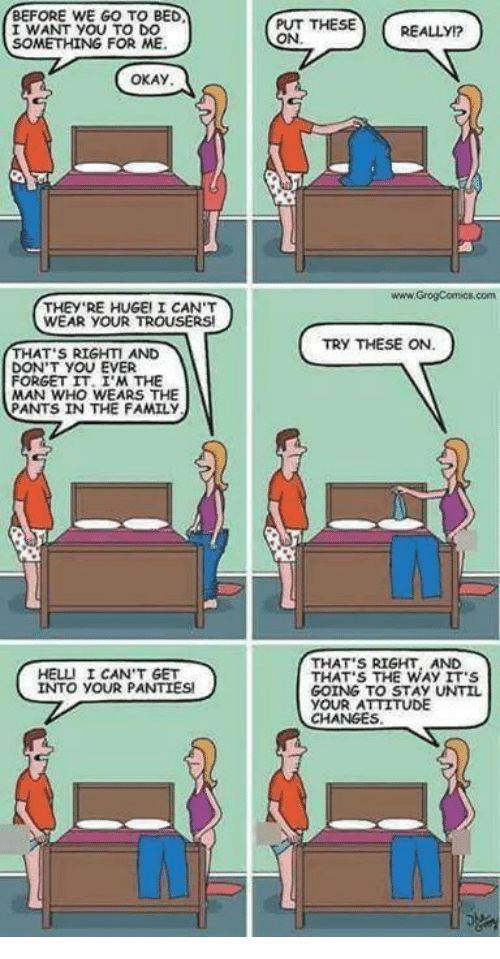 BEFORE WE GO TO BED,
I WANT YOU TO DO
SOMETHING FOR ME.
OKAY.
PUT THESE
ON.
REALLY!?
THEY'RE HUGE! I CAN'T
WEAR YOUR TROUSERS!
THAT'S RIGHT! AND
DON'T YOU EVER
FORGET IT. I'M THE
MAN WHO WEARS THE
PANTS IN THE FAMILY.
www.GrogComics.com
TRY THESE ON.
HELL! I CAN'T GET
INTO YOUR PANTIES!
THAT'S RIGHT, AND
THAT'S THE WAY IT'S
GOING TO STAY UNTIL
YOUR ATTITUDE
CHANGES.